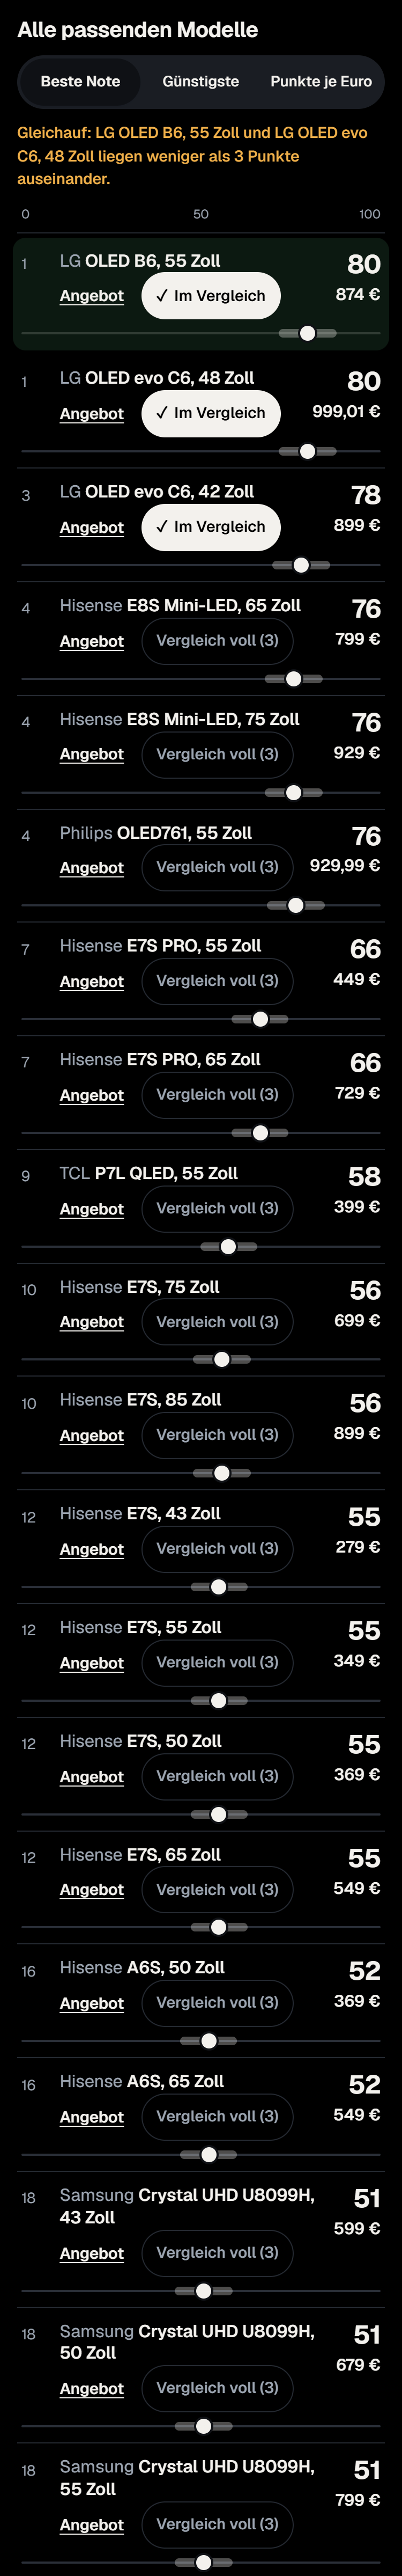 Alle passenden Modelle
Beste Note Günstigste Punkte je Euro
Gleichauf: LG OLED B6, 55 Zoll und LG OLED evo
C6, 48 Zoll liegen weniger als 3 Punkte
auseinander.
0 50 100
1 LG OLED B6, 55 Zoll 80
Angebot ✓ Im Vergleich 874 €
1 LG OLED evo C6, 48 Zoll 80
Angebot ✓ Im Vergleich 999,01 €
3 LG OLED evo C6, 42 Zoll 78
Angebot ✓ Im Vergleich 899 €
4 Hisense E8S Mini-LED, 65 Zoll 76
Angebot Vergleich voll (3) 799 €
4 Hisense E8S Mini-LED, 75 Zoll 76
Angebot Vergleich voll (3) 929 €
4 Philips OLED761, 55 Zoll 76
Angebot Vergleich voll (3) 929,99 €
7 Hisense E7S PRO, 55 Zoll 66
Angebot Vergleich voll (3) 449 €
7 Hisense E7S PRO, 65 Zoll 66
Angebot Vergleich voll (3) 729 €
9 TCL P7L QLED, 55 Zoll 58
Angebot Vergleich voll (3) 399 €
10 Hisense E7S, 75 Zoll 56
Angebot Vergleich voll (3) 699 €
10 Hisense E7S, 85 Zoll 56
Angebot Vergleich voll (3) 899 €
12 Hisense E7S, 43 Zoll 55
Angebot Vergleich voll (3) 279 €
12 Hisense E7S, 55 Zoll 55
Angebot Vergleich voll (3) 349 €
12 Hisense E7S, 50 Zoll 55
Angebot Vergleich voll (3) 369 €
12 Hisense E7S, 65 Zoll 55
Angebot Vergleich voll (3) 549 €
16 Hisense A6S, 50 Zoll 52
Angebot Vergleich voll (3) 369 €
16 Hisense A6S, 65 Zoll 52
Angebot Vergleich voll (3) 549 €
18 Samsung Crystal UHD U8099H, 51
43 Zoll 599 €
Angebot Vergleich voll (3)
18 Samsung Crystal UHD U8099H, 51
50 Zoll 679 €
Angebot Vergleich voll (3)
18 Samsung Crystal UHD U8099H, 51
55 Zoll 799 €
Angebot Vergleich voll (3)